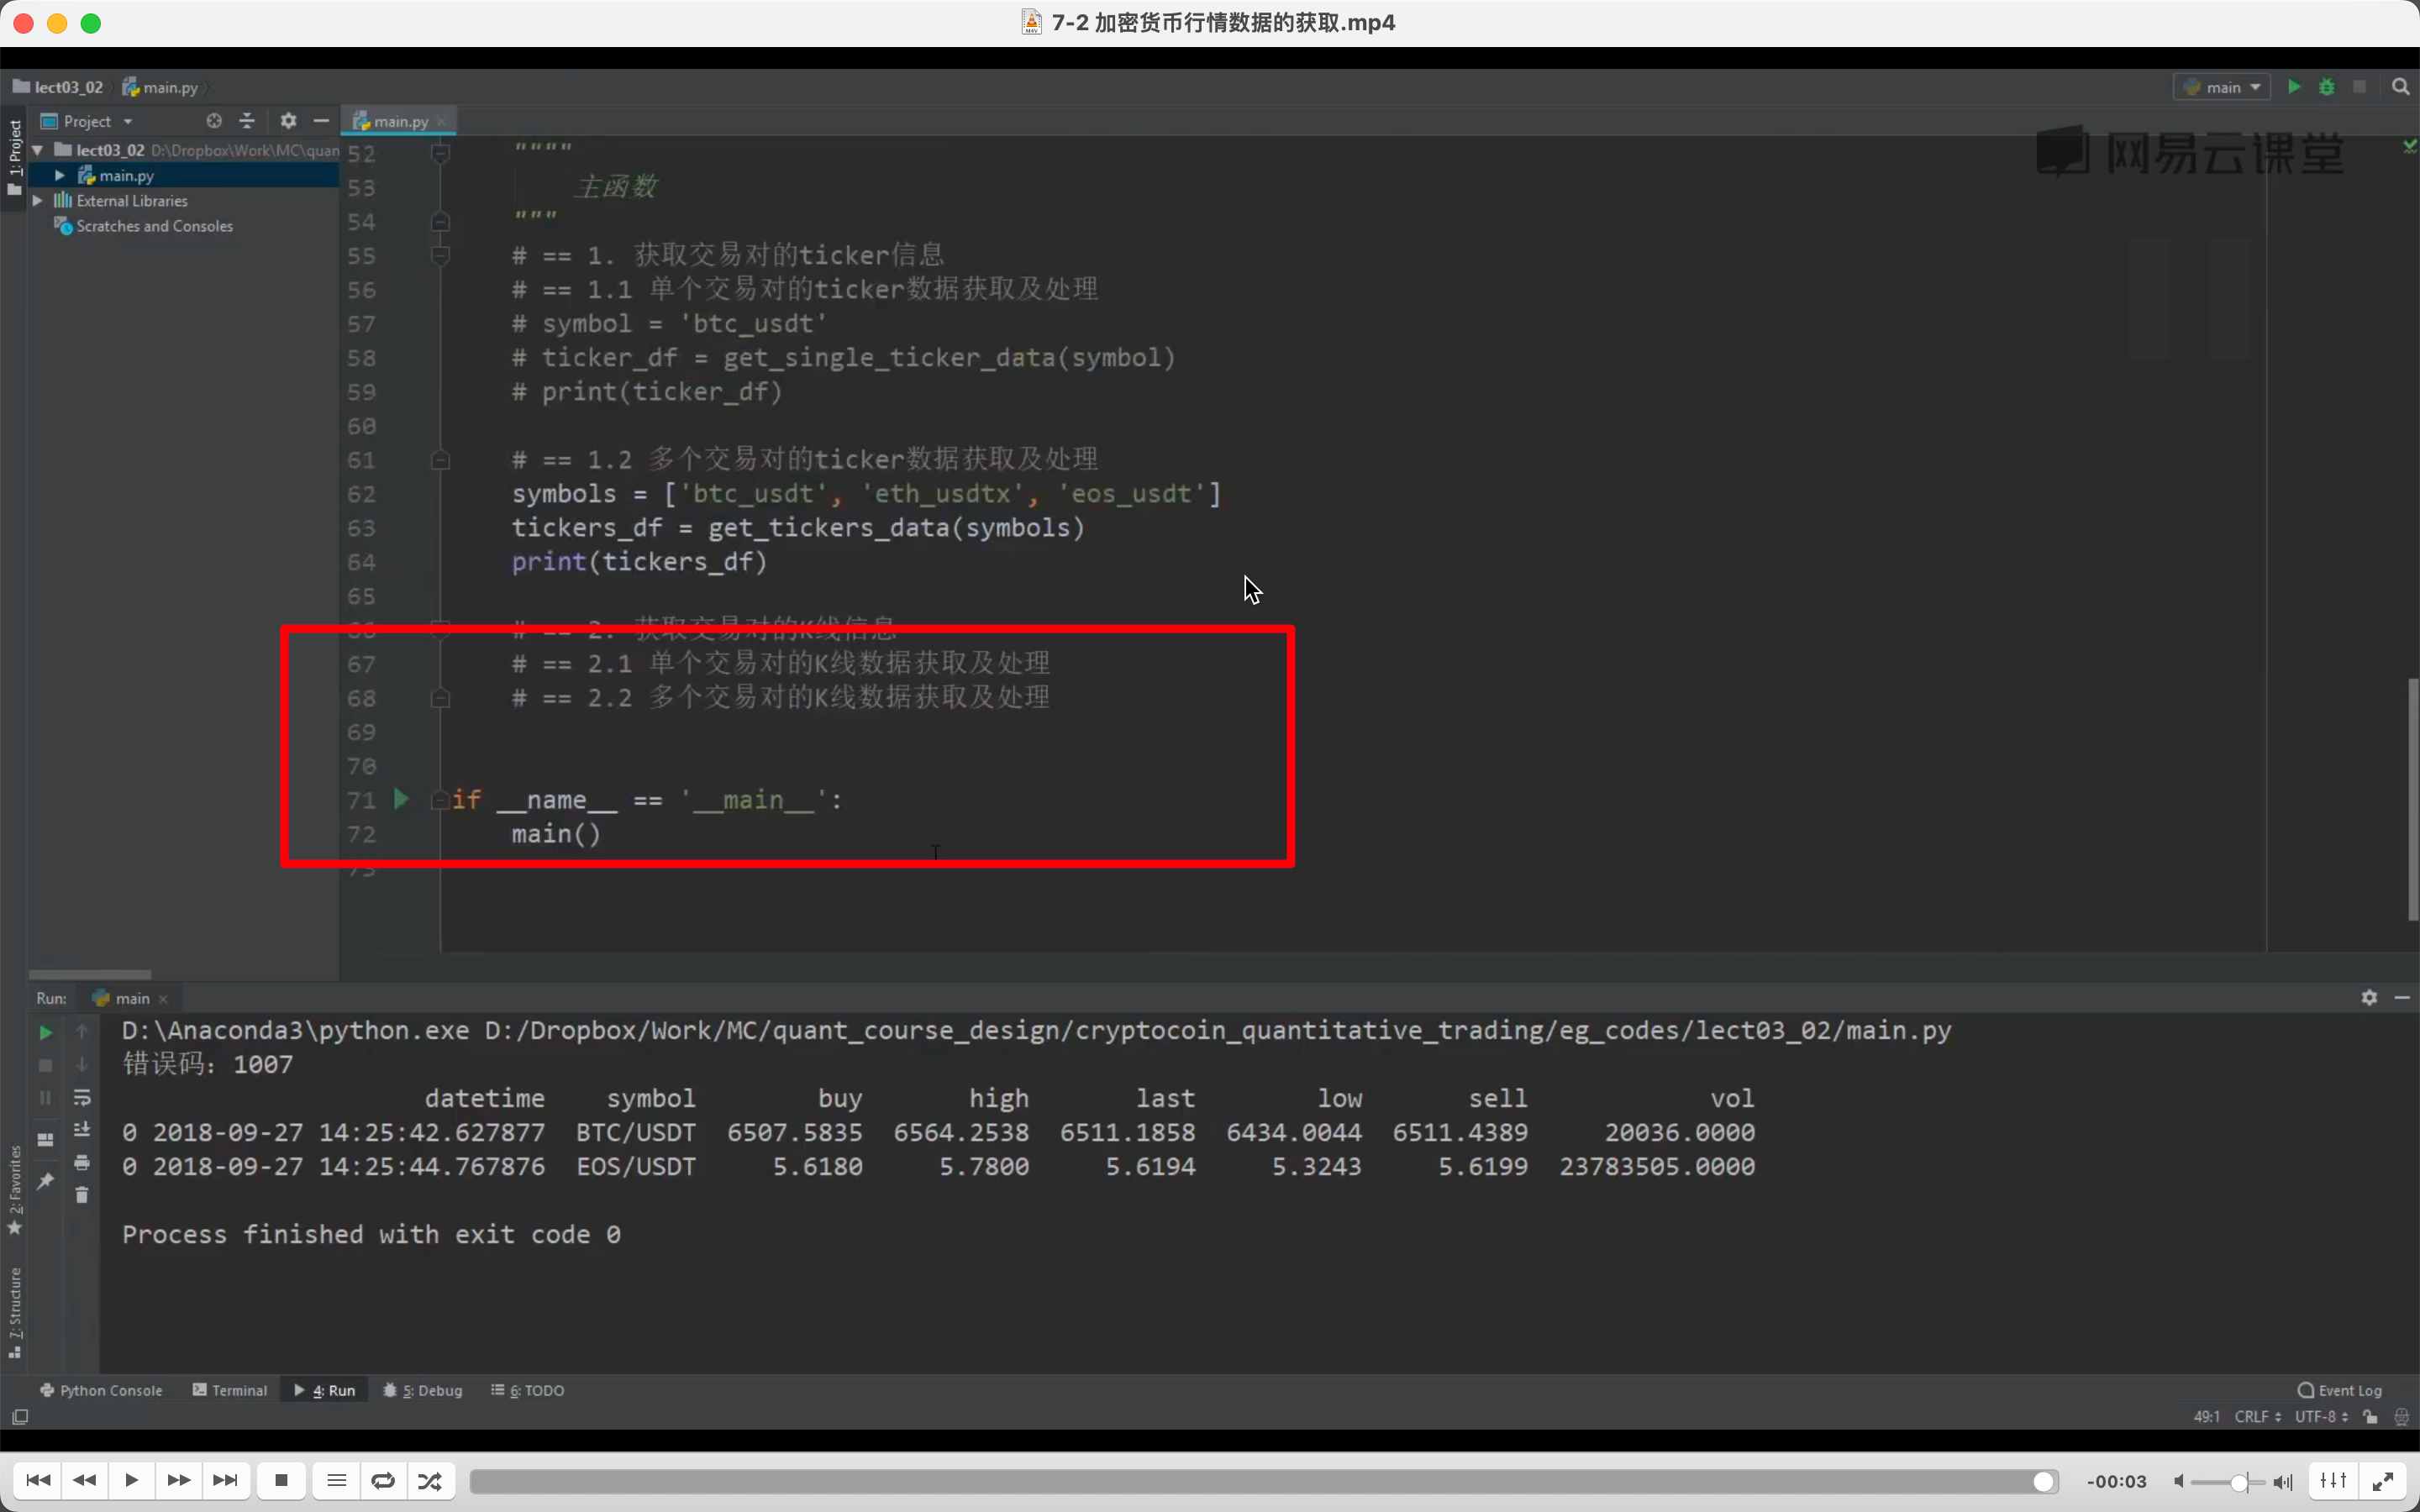 7-2 加密货币行情数据的获取.mp4
lect03_02 main.py
main
Project
main.py
网易云课堂
1: Project
lect03_02 D:\Dropbox\Work\MC\quan
main.py
External Libraries
Scratches and Consoles
52 """"
53 主函数
54 """
55 # == 1. 获取交易对的ticker信息
56 # == 1.1 单个交易对的ticker数据获取及处理
57 # symbol = 'btc_usdt'
58 # ticker_df = get_single_ticker_data(symbol)
59 # print(ticker_df)
60
61 # == 1.2 多个交易对的ticker数据获取及处理
62 symbols = ['btc_usdt', 'eth_usdtx', 'eos_usdt']
63 tickers_df = get_tickers_data(symbols)
64 print(tickers_df)
65
66 # == 2. 获取交易对的K线信息
67 # == 2.1 单个交易对的K线数据获取及处理
68 # == 2.2 多个交易对的K线数据获取及处理
69
70
71 if __name__ == '__main__':
72 main()
73
Run: main
D:\Anaconda3\python.exe D:/Dropbox/Work/MC/quant_course_design/cryptocoin_quantitative_trading/eg_codes/lect03_02/main.py
错误码：1007
datetime symbol buy high last low sell vol
0 2018-09-27 14:25:42.627877 BTC/USDT 6507.5835 6564.2538 6511.1858 6434.0044 6511.4389 20036.0000
0 2018-09-27 14:25:44.767876 EOS/USDT 5.6180 5.7800 5.6194 5.3243 5.6199 23783505.0000
Process finished with exit code 0
2: Favorites
7: Structure
Python Console Terminal 4: Run 5: Debug 6: TODO Event Log
49:1 CRLF UTF-8
-00:03